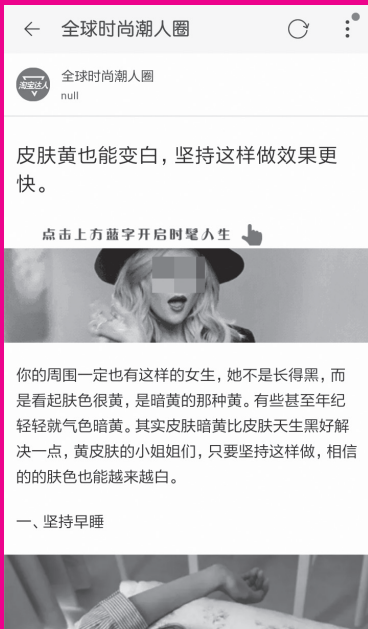 全球时尚潮人圈
淘宝达人
全球时尚潮人圈
null
皮肤黄也能变白，坚持这样做效果更
快。
点击上方蓝字开启时髦人生
你的周围一定也有这样的女生，她不是长得黑，而
是看起肤色很黄，是暗黄的那种黄。有些甚至年纪
轻轻就气色暗黄。其实皮肤暗黄比皮肤天生黑好解
决一点，黄皮肤的小姐姐们，只要坚持这样做，相信
的的肤色也能越来越白。
一、坚持早睡